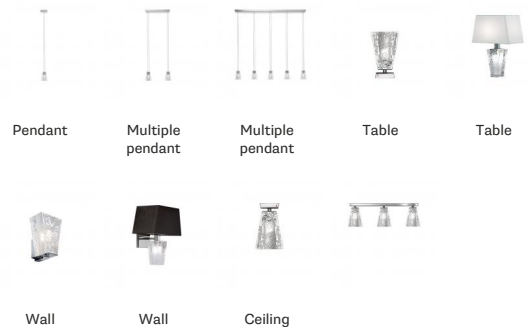 Pendant
Multiple
pendant
Multiple
pendant
Table
Table
Wall
Wall
Ceiling